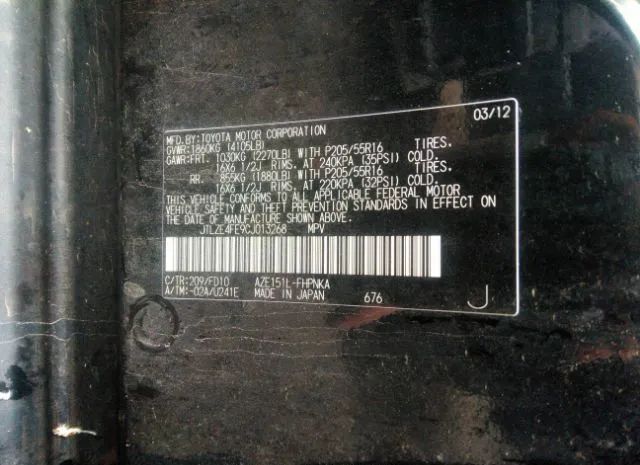 03/12
MFD.BY:TOYOTA MOTOR CORPORATION
GVWR:1860KG (4105LB)
GAWR:FRT. 1030KG (2270LB) WITH P205/55R16 TIRES.
16X6 1/2J RIMS. AT 240KPA (35PSI) COLD.
RR. 855KG (1880LB) WITH P205/55R16 TIRES.
16X6 1/2J RIMS. AT 220KPA (32PSI) COLD.
THIS VEHICLE CONFORMS TO ALL APPLICABLE FEDERAL MOTOR
VEHICLE SAFETY AND THEFT PREVENTION STANDARDS IN EFFECT ON
THE DATE OF MANUFACTURE SHOWN ABOVE.
JTLZE4FE9CJ013268 MPV
C/TR:209/FD10 AZE151L-FHPNKA
A/TM:-02A/U241E MADE IN JAPAN 676 J